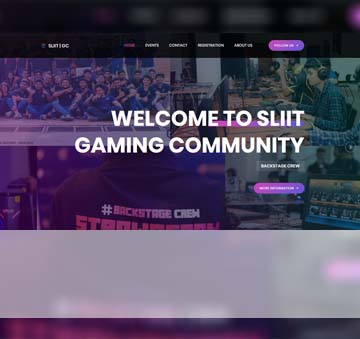 SLIIT | GC
HOME EVENTS CONTACT REGISTRATION ABOUT US FOLLOW US
WELCOME TO SLIIT
GAMING COMMUNITY
BACKSTAGE CREW
MORE INFORMATION
#BACKSTAGE CREW